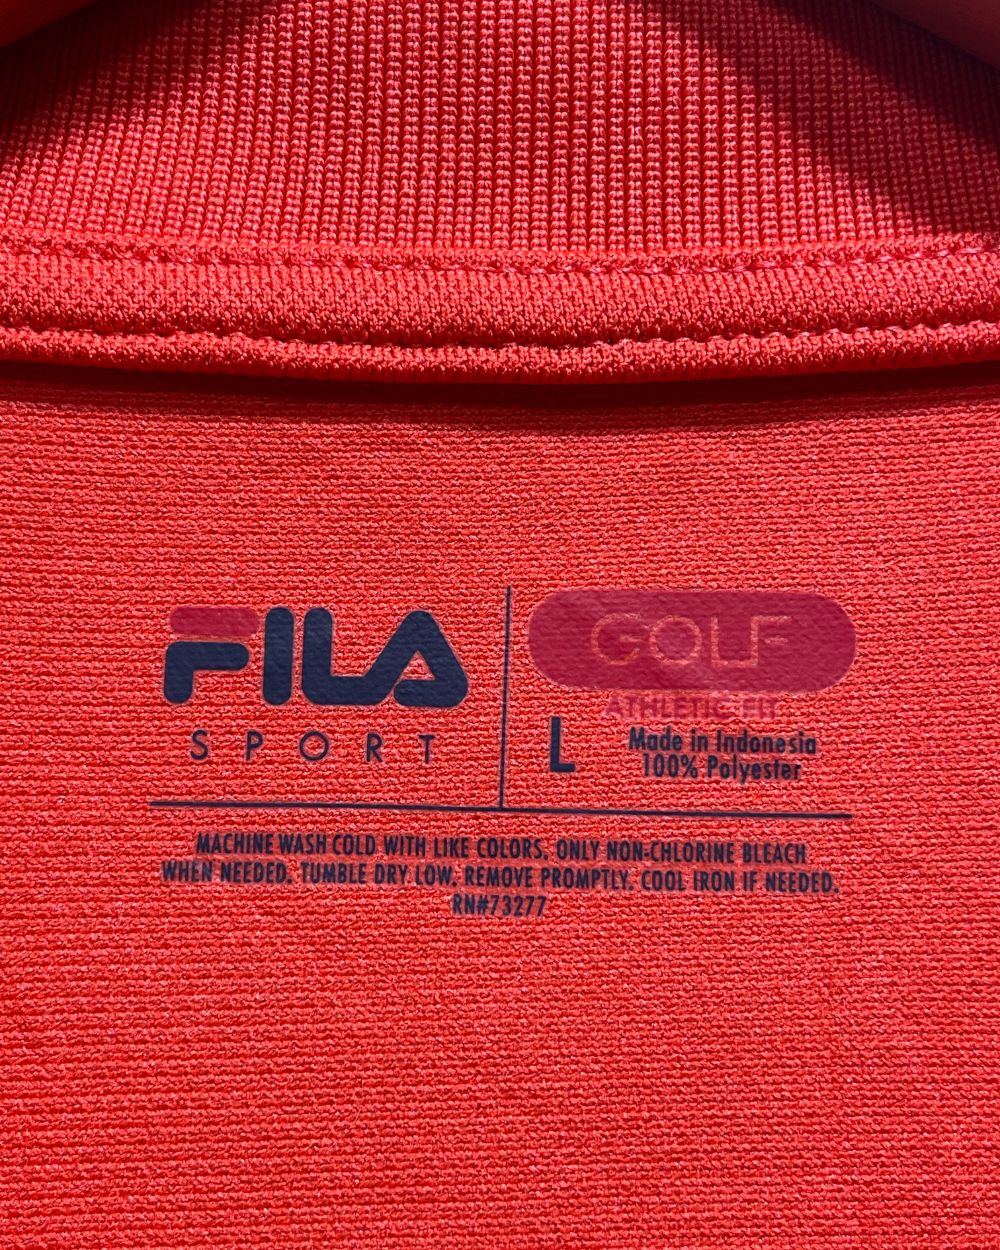 FILA
SPORT
GOLF
ATHLETIC FIT
L
Made in Indonesia
100% Polyester
MACHINE WASH COLD WITH LIKE COLORS. ONLY NON-CHLORINE BLEACH
WHEN NEEDED. TUMBLE DRY LOW. REMOVE PROMPTLY. COOL IRON IF NEEDED.
RN#73277